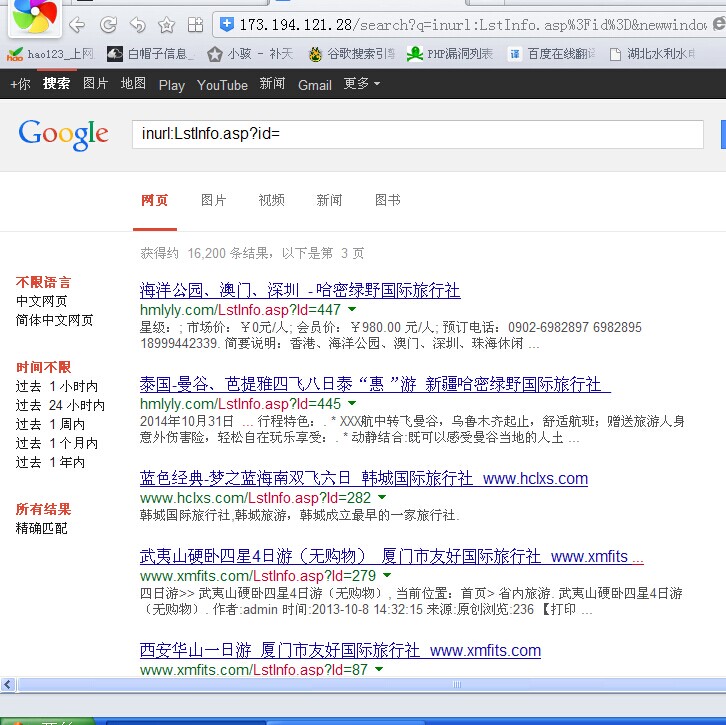 173.194.121.28/search?q=inurl:LstInfo.asp%3Fid%3D&newwindow
hao123_上网 白帽子信息_ 小孩 - 补天 谷歌搜索引 PHP漏洞列表 百度在线翻译 湖北水利水电
+你 搜索 图片 地图 Play YouTube 新闻 Gmail 更多
Google inurl:LstInfo.asp?id=
网页 图片 视频 新闻 图书
获得约 16,200 条结果，以下是第 3 页
不限语言
中文网页
简体中文网页
时间不限
过去 1 小时内
过去 24 小时内
过去 1 周内
过去 1 个月内
过去 1 年内
所有结果
精确匹配
海洋公园、澳门、深圳 - 哈密绿野国际旅行社
hmlyly.com/LstInfo.asp?Id=447
星级：; 市场价：￥0元/人; 会员价：￥980.00 元/人; 预订电话：0902-6982897 6982895
18999442339. 简要说明：香港、海洋公园、澳门、深圳、珠海休闲 ...
泰国-曼谷、芭提雅四飞八日泰“惠 ”游 新疆哈密绿野国际旅行社
hmlyly.com/LstInfo.asp?Id=445
2014年10月31日 ... 行程特色：. * XXX航中转飞曼谷，乌鲁木齐起止，舒适航班；赠送旅游人身
意外伤害险，轻松自在玩乐享受：. * 动静结合:既可以感受曼谷当地的人土 ...
蓝色经典-梦之蓝海南双飞六日 韩城国际旅行社 www.hclxs.com
www.hclxs.com/LstInfo.asp?Id=282
韩城国际旅行社,韩城旅游，韩城成立最早的一家旅行社.
武夷山硬卧四星4日游（无购物） 厦门市友好国际旅行社 www.xmfits ...
www.xmfits.com/LstInfo.asp?Id=279
四日游>> 武夷山硬卧四星4日游（无购物）, 当前位置：首页> 省内旅游. 武夷山硬卧四星4日游
（无购物）. 作者:admin 时间:2013-10-8 14:32:15 来源:原创浏览:236 【打印 ...
西安华山一日游 厦门市友好国际旅行社 www.xmfits.com
www.xmfits.com/LstInfo.asp?Id=87